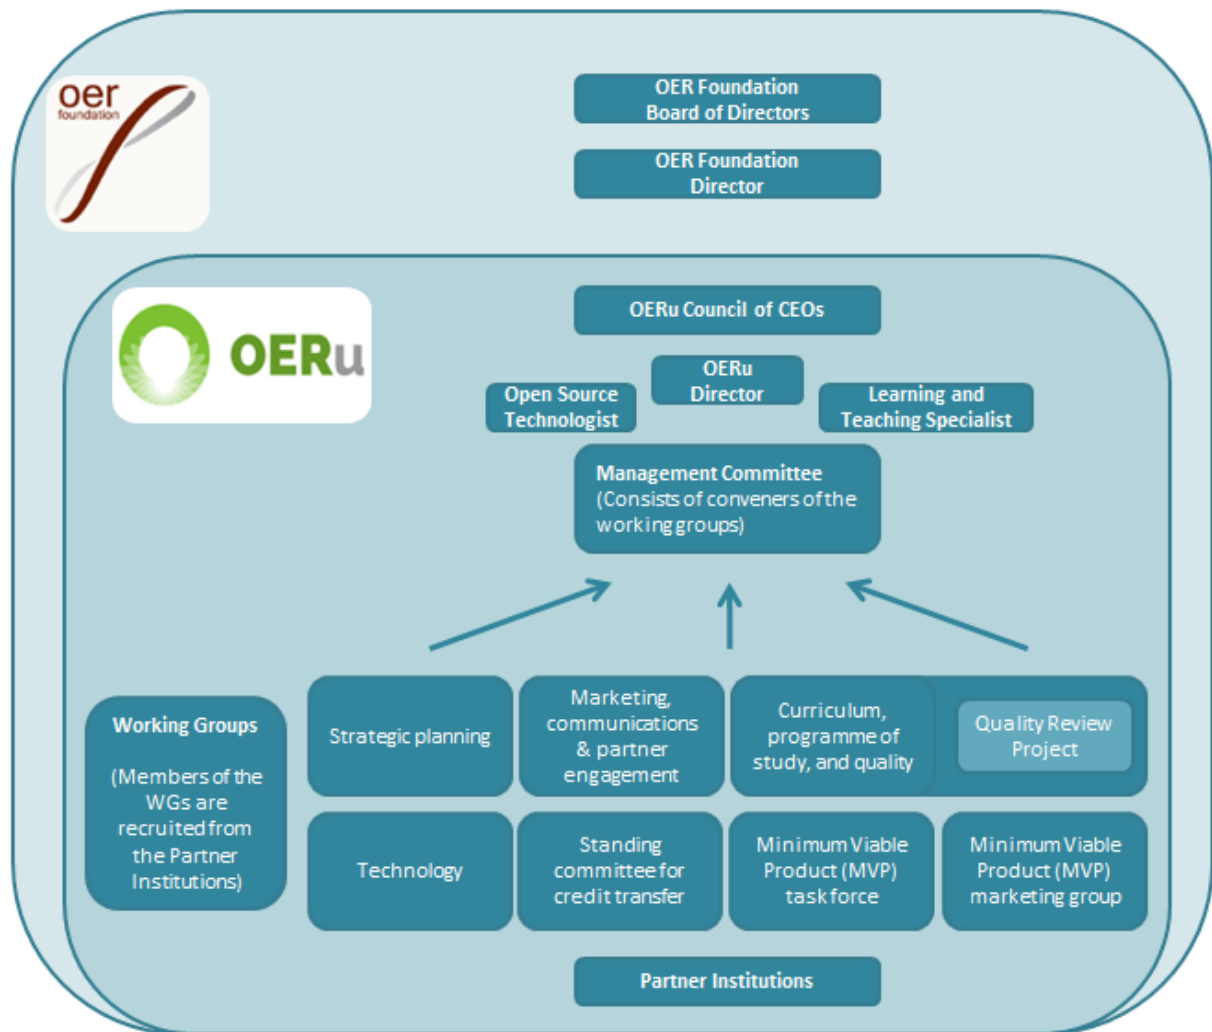 oer
foundation
OER Foundation
Board of Directors
OER Foundation
Director
OERu
OERu Council of CEOs
OERu
Director
Open Source
Technologist
Learning and
Teaching Specialist
Management Committee
(Consists of conveners of the
working groups)
Working Groups
(Members of the
WGs are
recruited from
the Partner
Institutions)
Strategic planning
Marketing,
communications
& partner
engagement
Curriculum,
programme of
study, and quality
Quality Review
Project
Technology
Standing
committee for
credit transfer
Minimum Viable
Product (MVP)
task force
Minimum Viable
Product (MVP)
marketing group
Partner Institutions